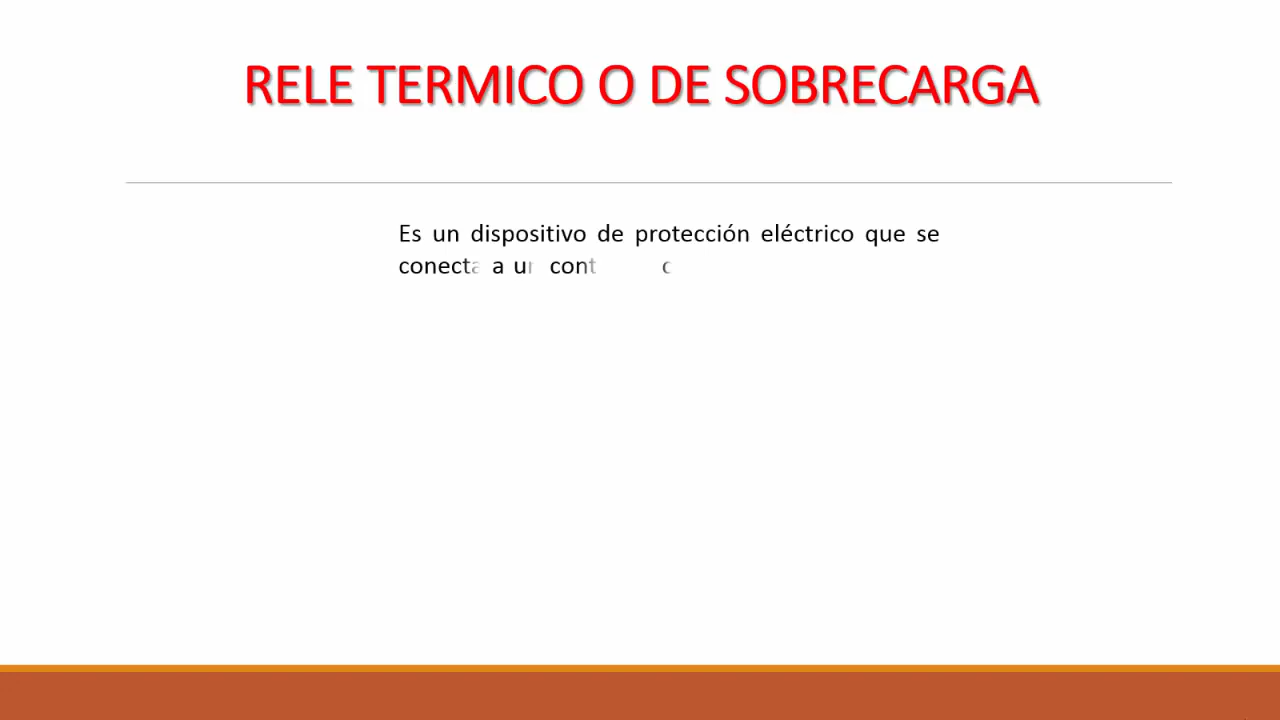 RELE TERMICO O DE SOBRECARGA
Es un dispositivo de protección eléctrico que se
conecta a un